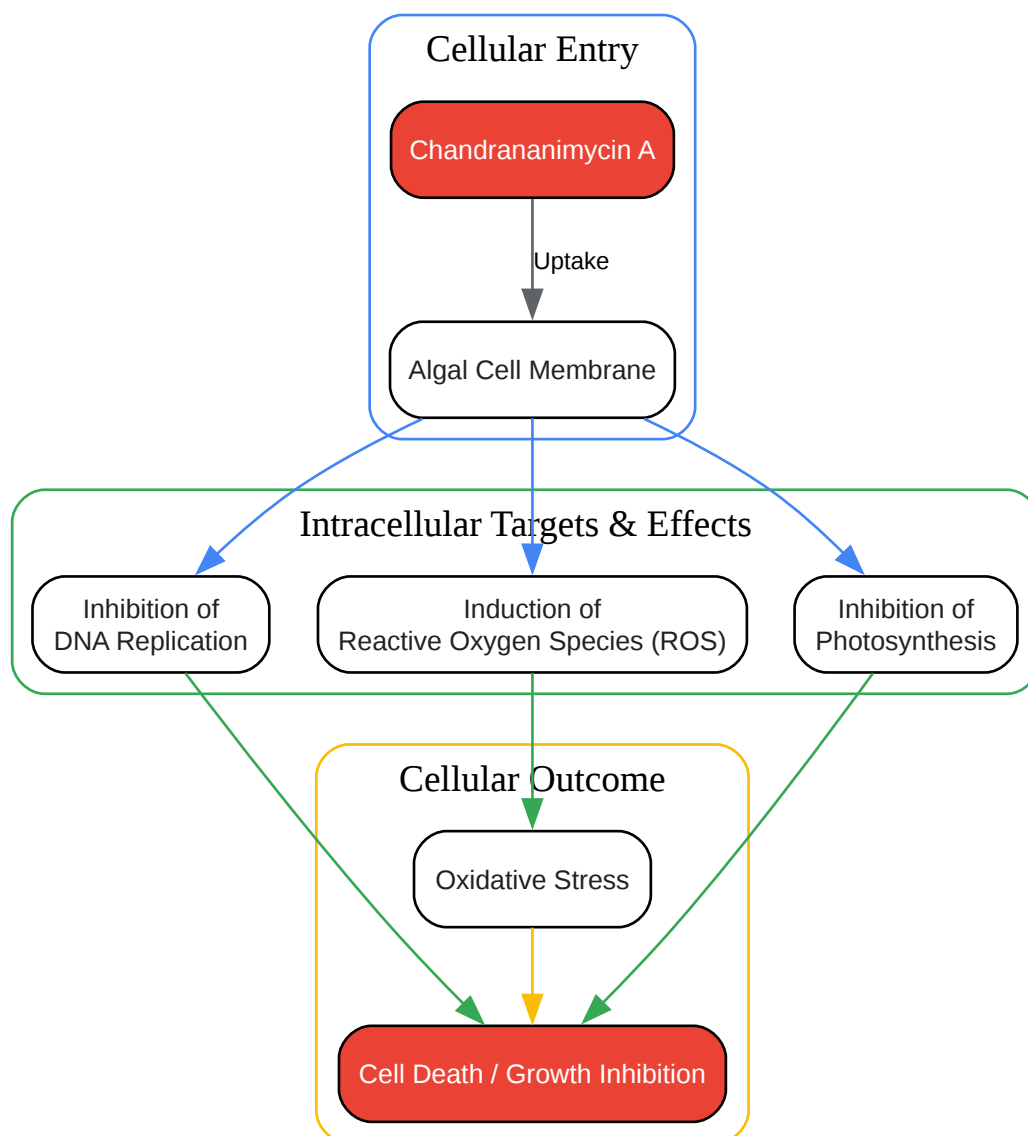 Cellular Entry
Chandrananimycin A
Uptake
Algal Cell Membrane
Intracellular Targets & Effects
Inhibition of
DNA Replication
Induction of
Reactive Oxygen Species (ROS)
Inhibition of
Photosynthesis
Cellular Outcome
Oxidative Stress
Cell Death / Growth Inhibition